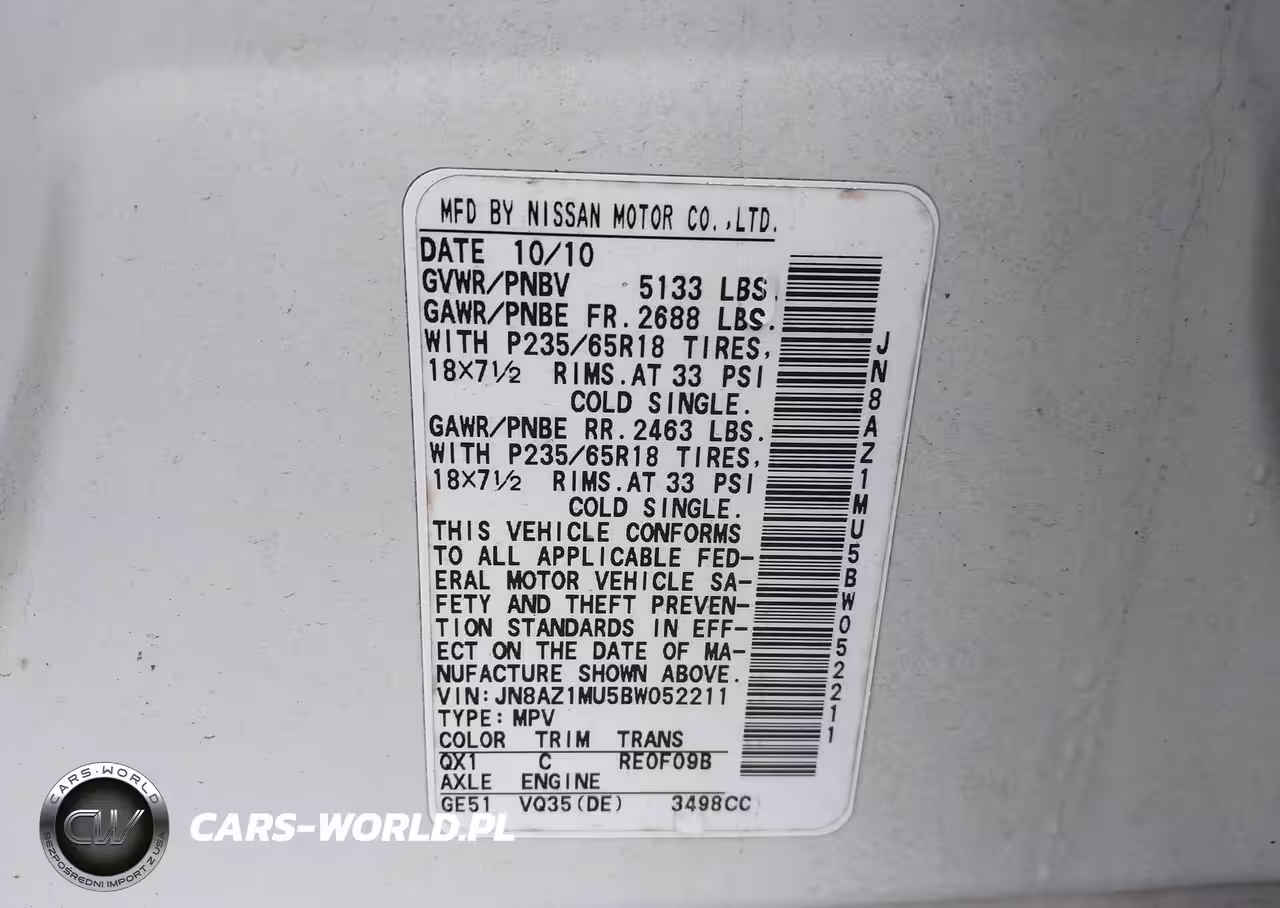 MFD BY NISSAN MOTOR CO.,LTD.
DATE 10/10
GVWR/PNBV 5133 LBS.
GAWR/PNBE FR.2688 LBS.
WITH P235/65R18 TIRES,
18×7½ RIMS.AT 33 PSI
COLD SINGLE.
GAWR/PNBE RR.2463 LBS.
WITH P235/65R18 TIRES,
18×7½ RIMS.AT 33 PSI
COLD SINGLE.
THIS VEHICLE CONFORMS
TO ALL APPLICABLE FED-
ERAL MOTOR VEHICLE SA-
FETY AND THEFT PREVEN-
TION STANDARDS IN EFF-
ECT ON THE DATE OF MA-
NUFACTURE SHOWN ABOVE.
VIN:JN8AZ1MU5BW052211
TYPE:MPV
COLOR TRIM TRANS
QX1 C RE0F09B
AXLE ENGINE
GE51 VQ35(DE) 3498CC
JN8AZ1MU5BW052211
CARS-WORLD
CW
BEZPOŚREDNI IMPORT Z USA
CARS-WORLD.PL